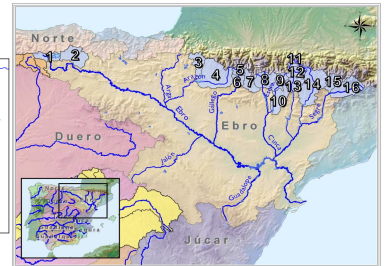 Norte
1 2
3 4
11
5
12
6 7 8 9 13 14 15 16
10
Aragón
Arga
Ebro
Gállego
Segre
Ebro
Cinca
Duero
Jalón
Guadalope
Júcar